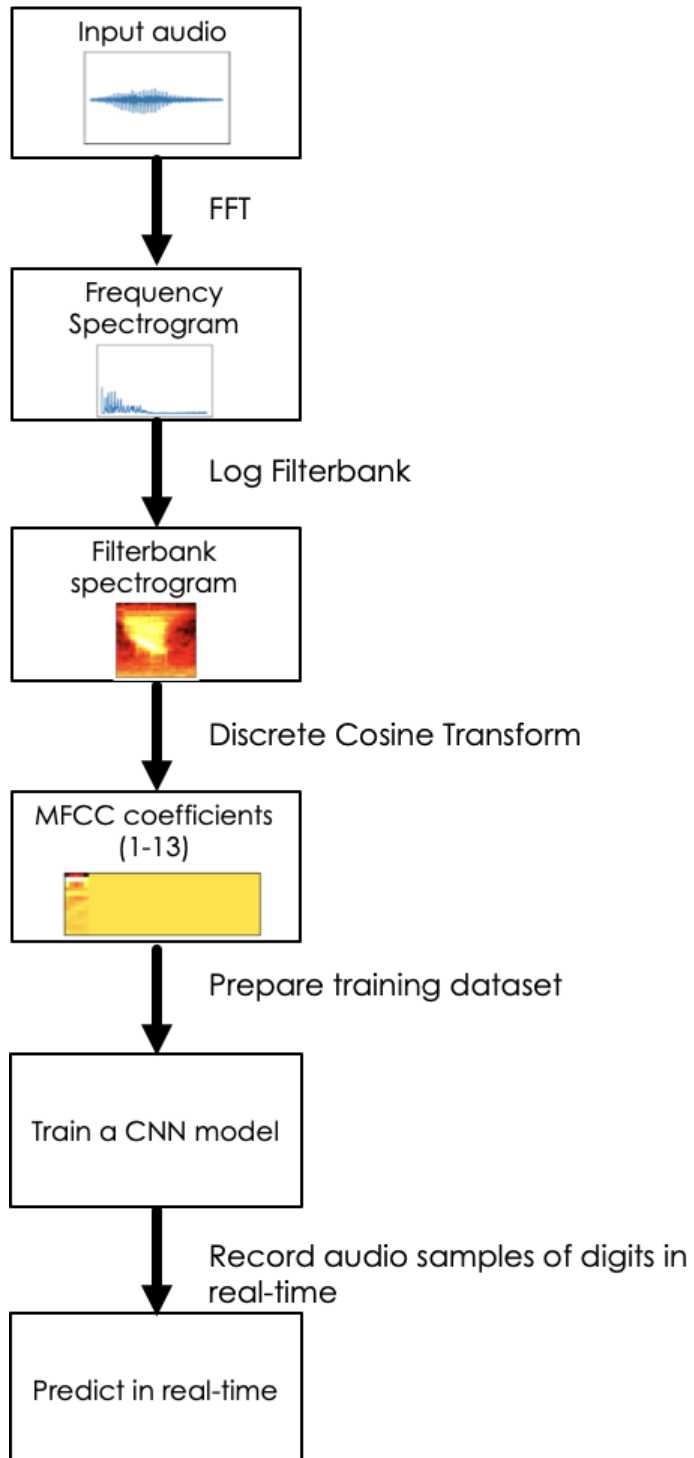 Input audio
FFT
Frequency
Spectrogram
Log Filterbank
Filterbank
spectrogram
Discrete Cosine Transform
MFCC coefficients
(1-13)
Prepare training dataset
Train a CNN model
Record audio samples of digits in
real-time
Predict in real-time